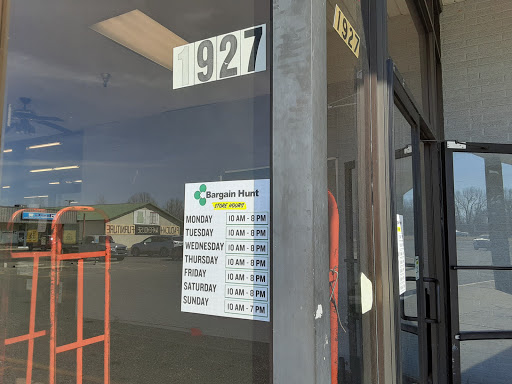 1927
1927
Bargain Hunt
STORE HOURS
MONDAY 10 AM - 8 PM
TUESDAY 10 AM - 8 PM
WEDNESDAY 10 AM - 8 PM
THURSDAY 10 AM - 8 PM
FRIDAY 10 AM - 8 PM
SATURDAY 10 AM - 8 PM
SUNDAY 10 AM - 7 PM